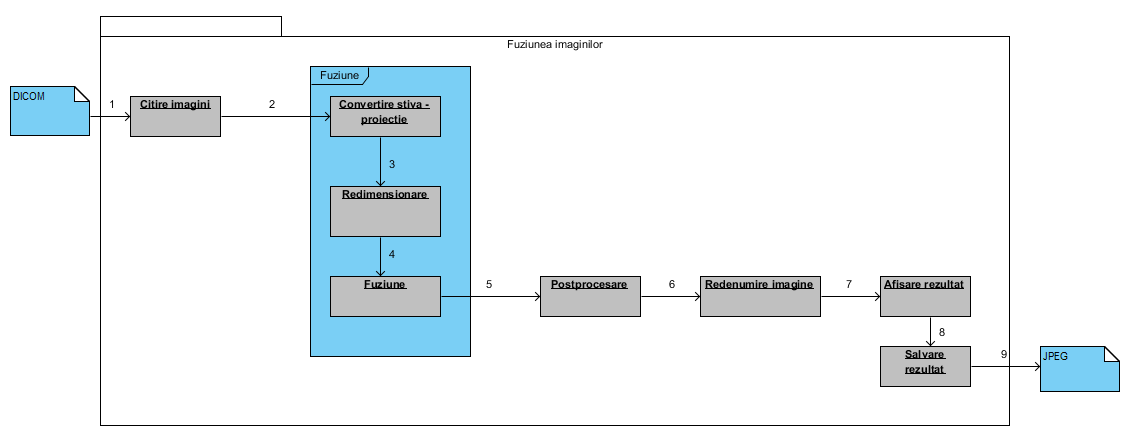 Fuziunea imaginilor
DICOM
1
Citire imagini
2
Fuziune
Convertire stiva -
proiectie
3
Redimensionare
4
Fuziune
5
Postprocesare
6
Redenumire imagine
7
Afisare rezultat
8
Salvare
rezultat
9
JPEG